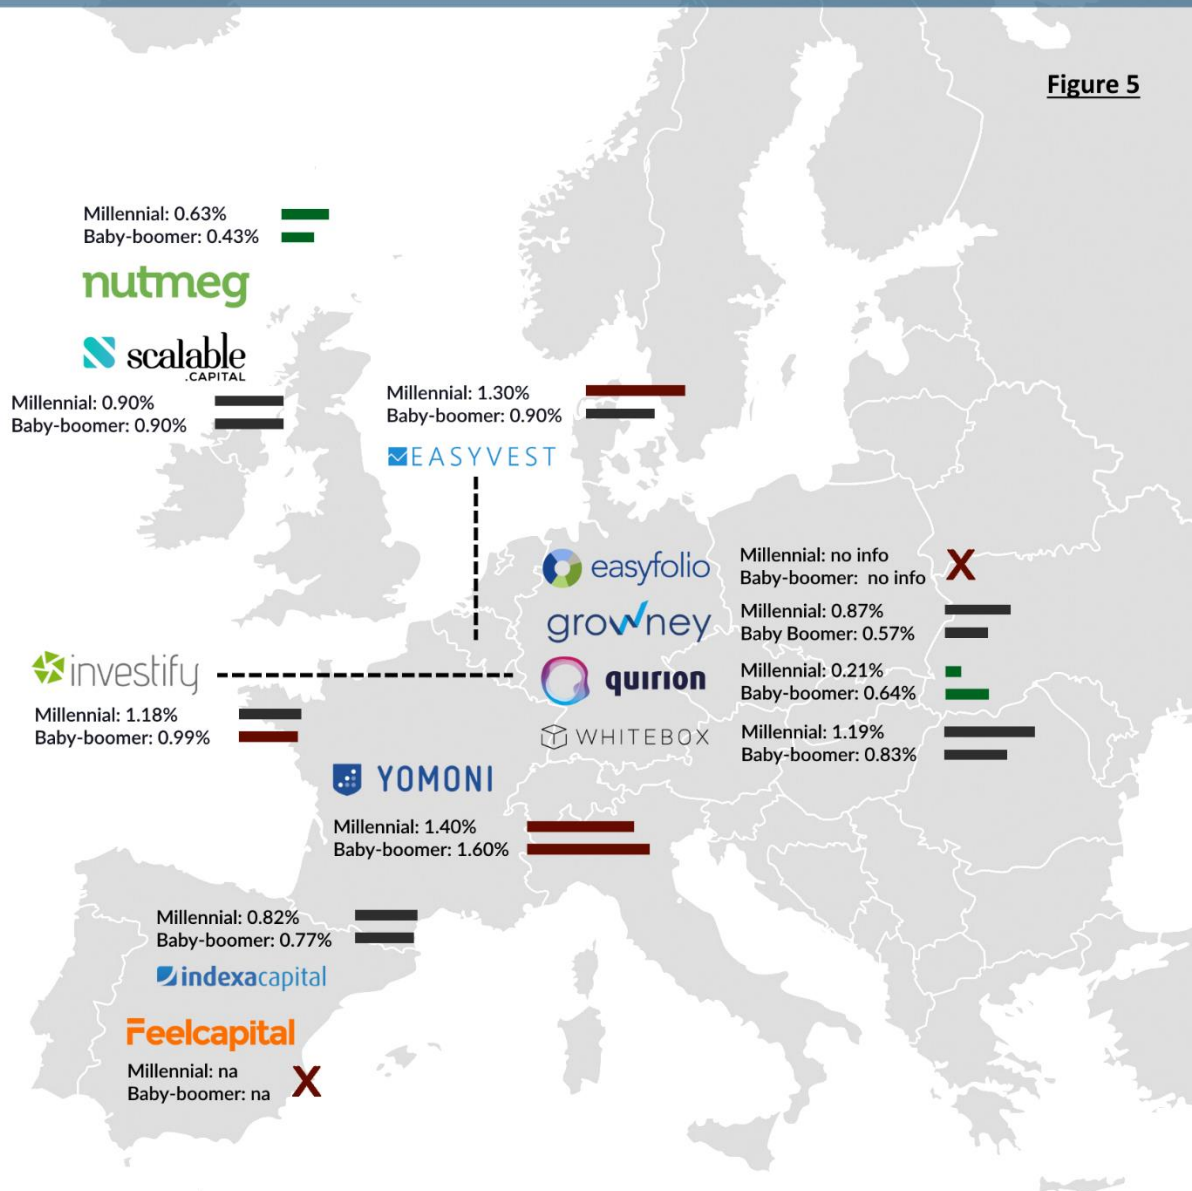 Figure 5
Millennial: 0.63%
Baby-boomer: 0.43%
nutmeg
scalable
.CAPITAL
Millennial: 0.90%
Baby-boomer: 0.90%
Millennial: 1.30%
Baby-boomer: 0.90%
EASYVEST
easyfolio
Millennial: no info
Baby-boomer: no info
X
growney
Millennial: 0.87%
Baby Boomer: 0.57%
quirion
Millennial: 0.21%
Baby-boomer: 0.64%
WHITEBOX
Millennial: 1.19%
Baby-boomer: 0.83%
investify
Millennial: 1.18%
Baby-boomer: 0.99%
YOMONI
Millennial: 1.40%
Baby-boomer: 1.60%
Millennial: 0.82%
Baby-boomer: 0.77%
indexacapital
Feelcapital
Millennial: na
Baby-boomer: na
X